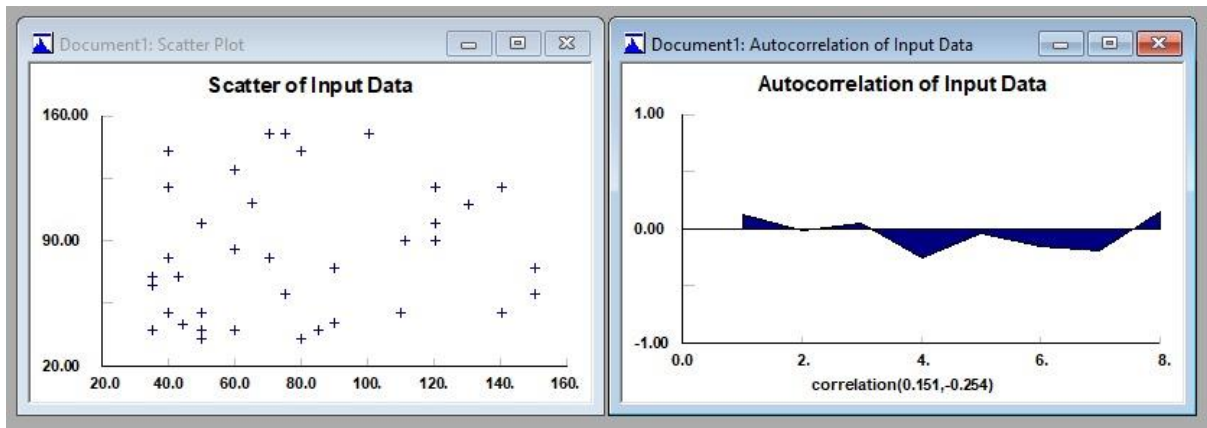 Document1: Scatter Plot
Scatter of Input Data
160.00
90.00
20.00
20.0 40.0 60.0 80.0 100. 120. 140. 160.
Document1: Autocorrelation of Input Data
Autocorrelation of Input Data
1.00
0.00
-1.00
0.0 2. 4. 6. 8.
correlation(0.151,-0.254)